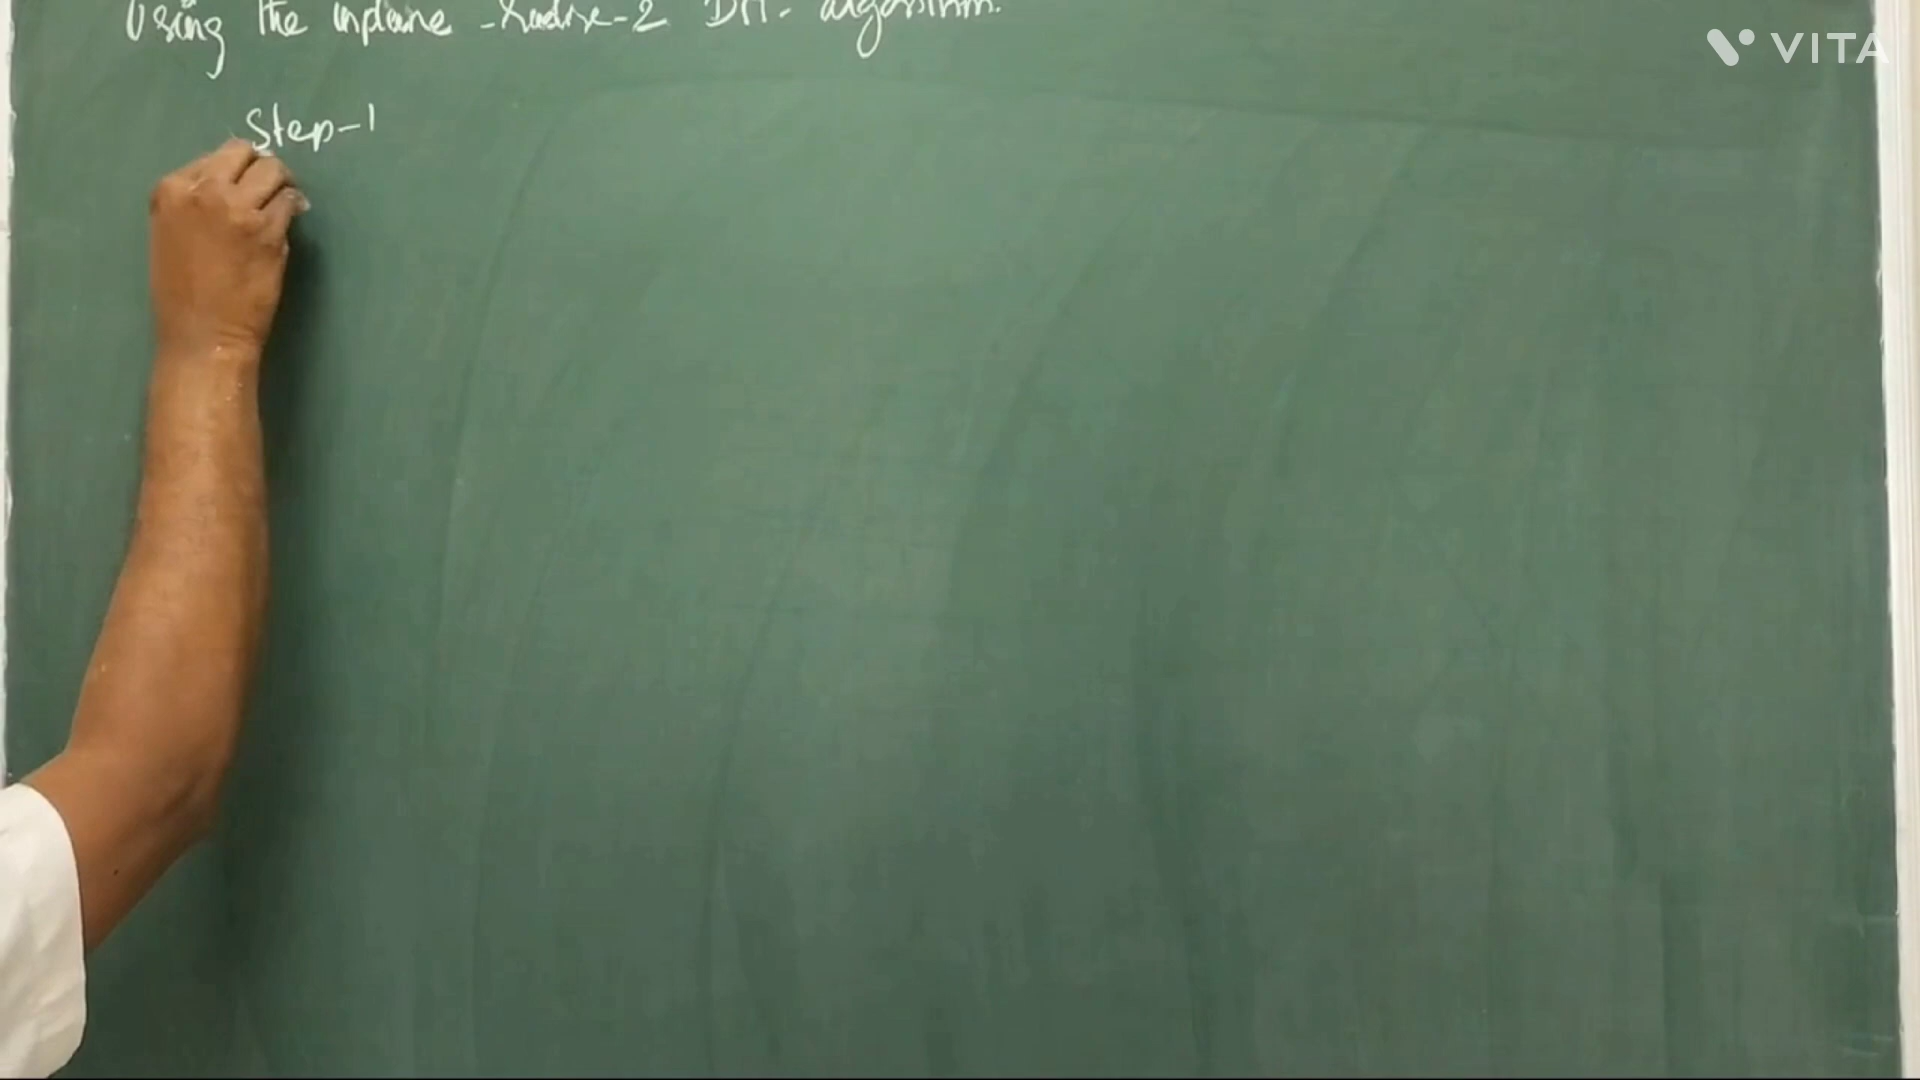 Using the inplace -radix-2 DIT- algorithm.
VITA
Step-1